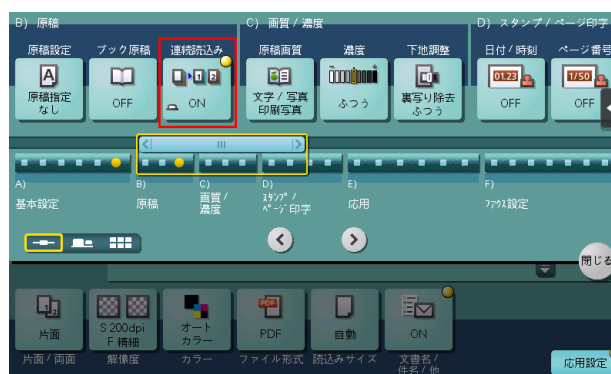 B) 原稿
C) 画質 / 濃度
D) スタンプ / ページ印字
原稿設定
ブック原稿
連続読込み
原稿画質
濃度
下地調整
日付 / 時刻
ページ番号
A
原稿指定
なし
OFF
1 2
ON
文字 / 写真
印刷写真
ふつう
裏写り除去
ふつう
01.23
OFF
1/50
OFF
A)
基本設定
B)
原稿
C)
画質 /
濃度
D)
ｽﾀﾝﾌﾟ /
ﾍﾟｰｼﾞ印字
E)
応用
F)
ﾌｧｸｽ設定
閉じる
片面
S 200dpi
F 精細
オート
カラー
PDF
自動
ON
片面 / 両面
解像度
カラー
ファイル形式
読込みサイズ
文書名 /
件名 / 他
応用設定